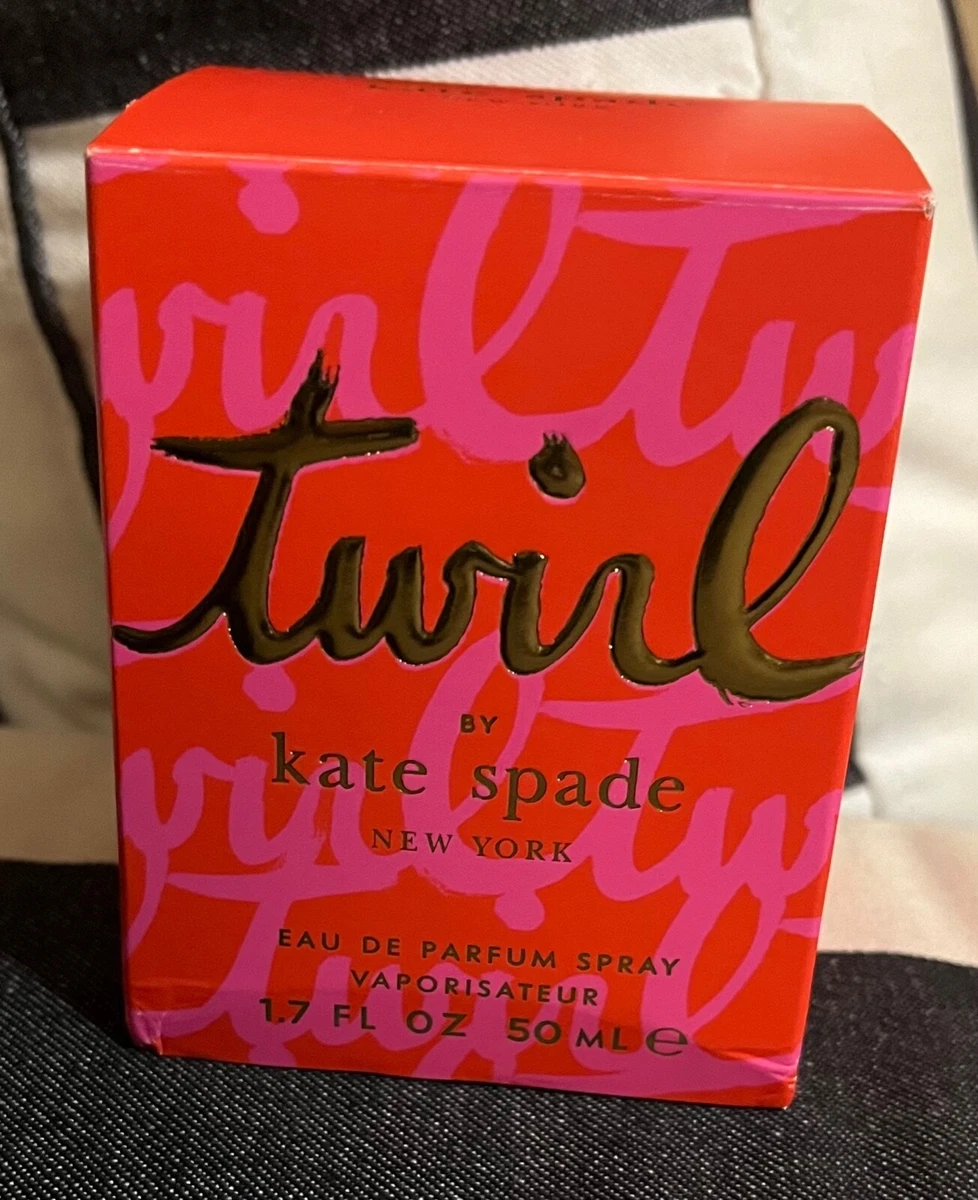 twirl
BY
kate spade
NEW YORK
EAU DE PARFUM SPRAY
VAPORISATEUR
1.7 FL OZ 50 ML e